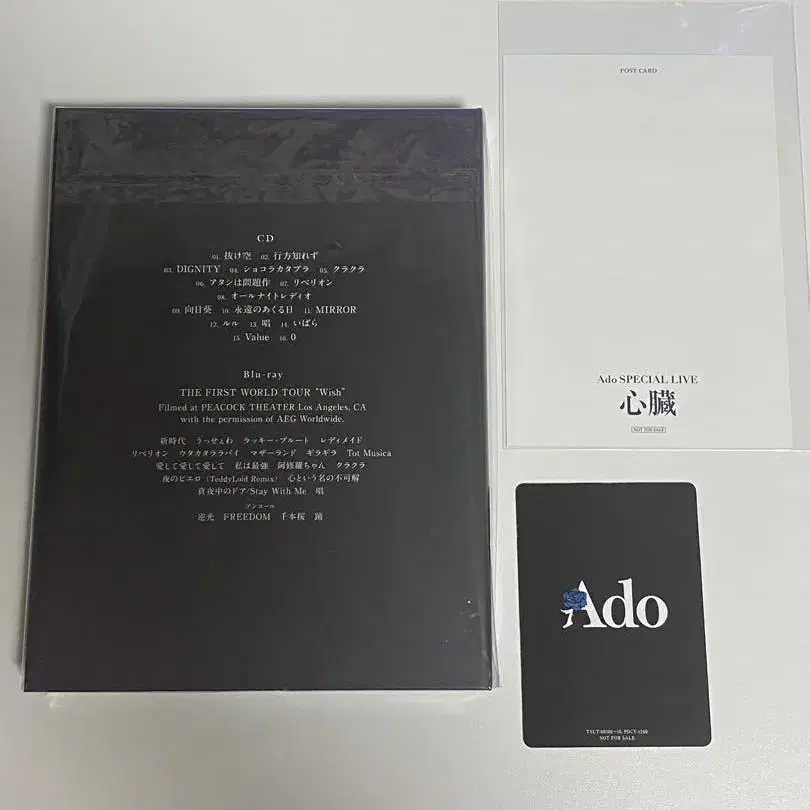 CD
01. 抜け空 02. 行方知れず
03. DIGNITY 04. ショコラカタブラ 05. クラクラ
06. アタシは問題作 07. リベリオン
08. オールナイトレディオ
09. 向日葵 10. 永遠のあくる日 11. MIRROR
12. ルル 13. 唱 14. いばら
15. Value 16. 0
Blu-ray
THE FIRST WORLD TOUR “Wish”
Filmed at PEACOCK THEATER Los Angeles, CA
with the permission of AEG Worldwide.
新時代 うっせぇわ ラッキー・ブルート レディメイド
リベリオン ウタカタララバイ マザーランド ギラギラ Tot Musica
愛して愛して愛して 私は最強 阿修羅ちゃん クラクラ
夜のピエロ (TeddyLoid Remix) 心という名の不可解
真夜中のドア/Stay With Me 唱
アンコール
逆光 FREEDOM 千本桜 踊
POST CARD
Ado SPECIAL LIVE
心臓
NOT FOR SALE
Ado
NOT FOR SALE